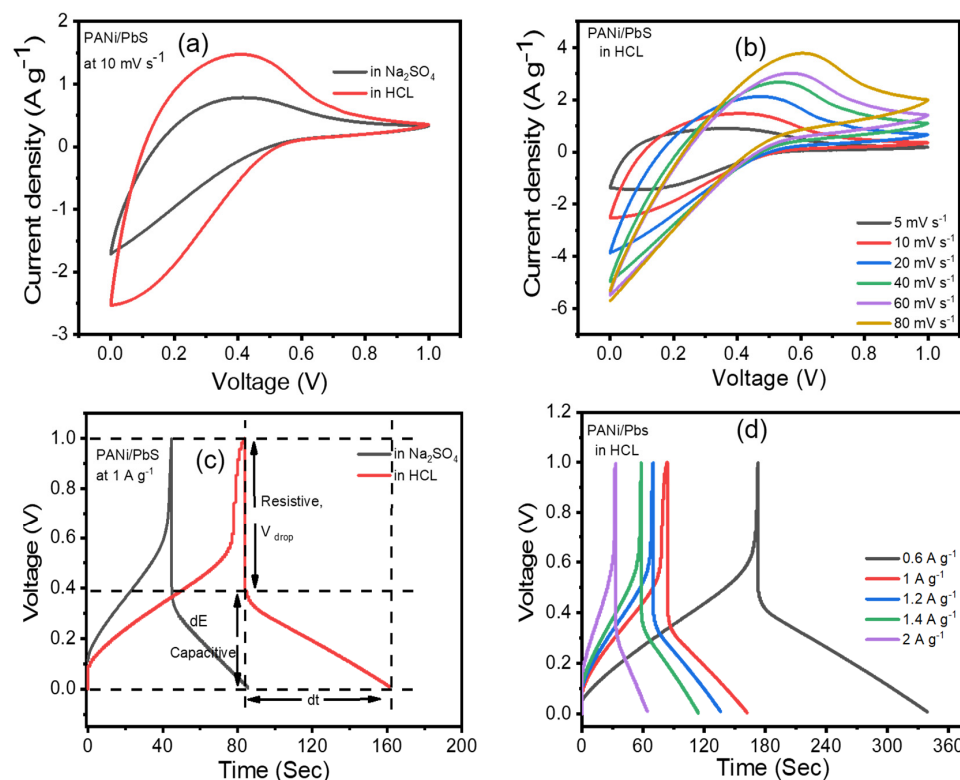 PANi/PbS
at 10 mV s⁻¹
(a)
in Na₂SO₄
in HCL
2
1
0
-1
-2
-3
Current density (A g⁻¹)
0.0 0.2 0.4 0.6 0.8 1.0
Voltage (V)
PANi/PbS
in HCL
(b)
6
4
2
0
-2
-4
-6
Current density (A g⁻¹)
5 mV s⁻¹
10 mV s⁻¹
20 mV s⁻¹
40 mV s⁻¹
60 mV s⁻¹
80 mV s⁻¹
0.0 0.2 0.4 0.6 0.8 1.0
Voltage (V)
PANi/PbS
at 1 A g⁻¹
(c)
in Na₂SO₄
in HCL
Resistive,
V drop
dE
Capacitive
dt
1.0
0.8
0.6
0.4
0.2
0.0
Voltage (V)
0 40 80 120 160 200
Time (Sec)
PANi/Pbs
in HCL
(d)
0.6 A g⁻¹
1 A g⁻¹
1.2 A g⁻¹
1.4 A g⁻¹
2 A g⁻¹
1.2
1.0
0.8
0.6
0.4
0.2
0.0
Voltage (V)
0 60 120 180 240 300 360
Time (Sec)